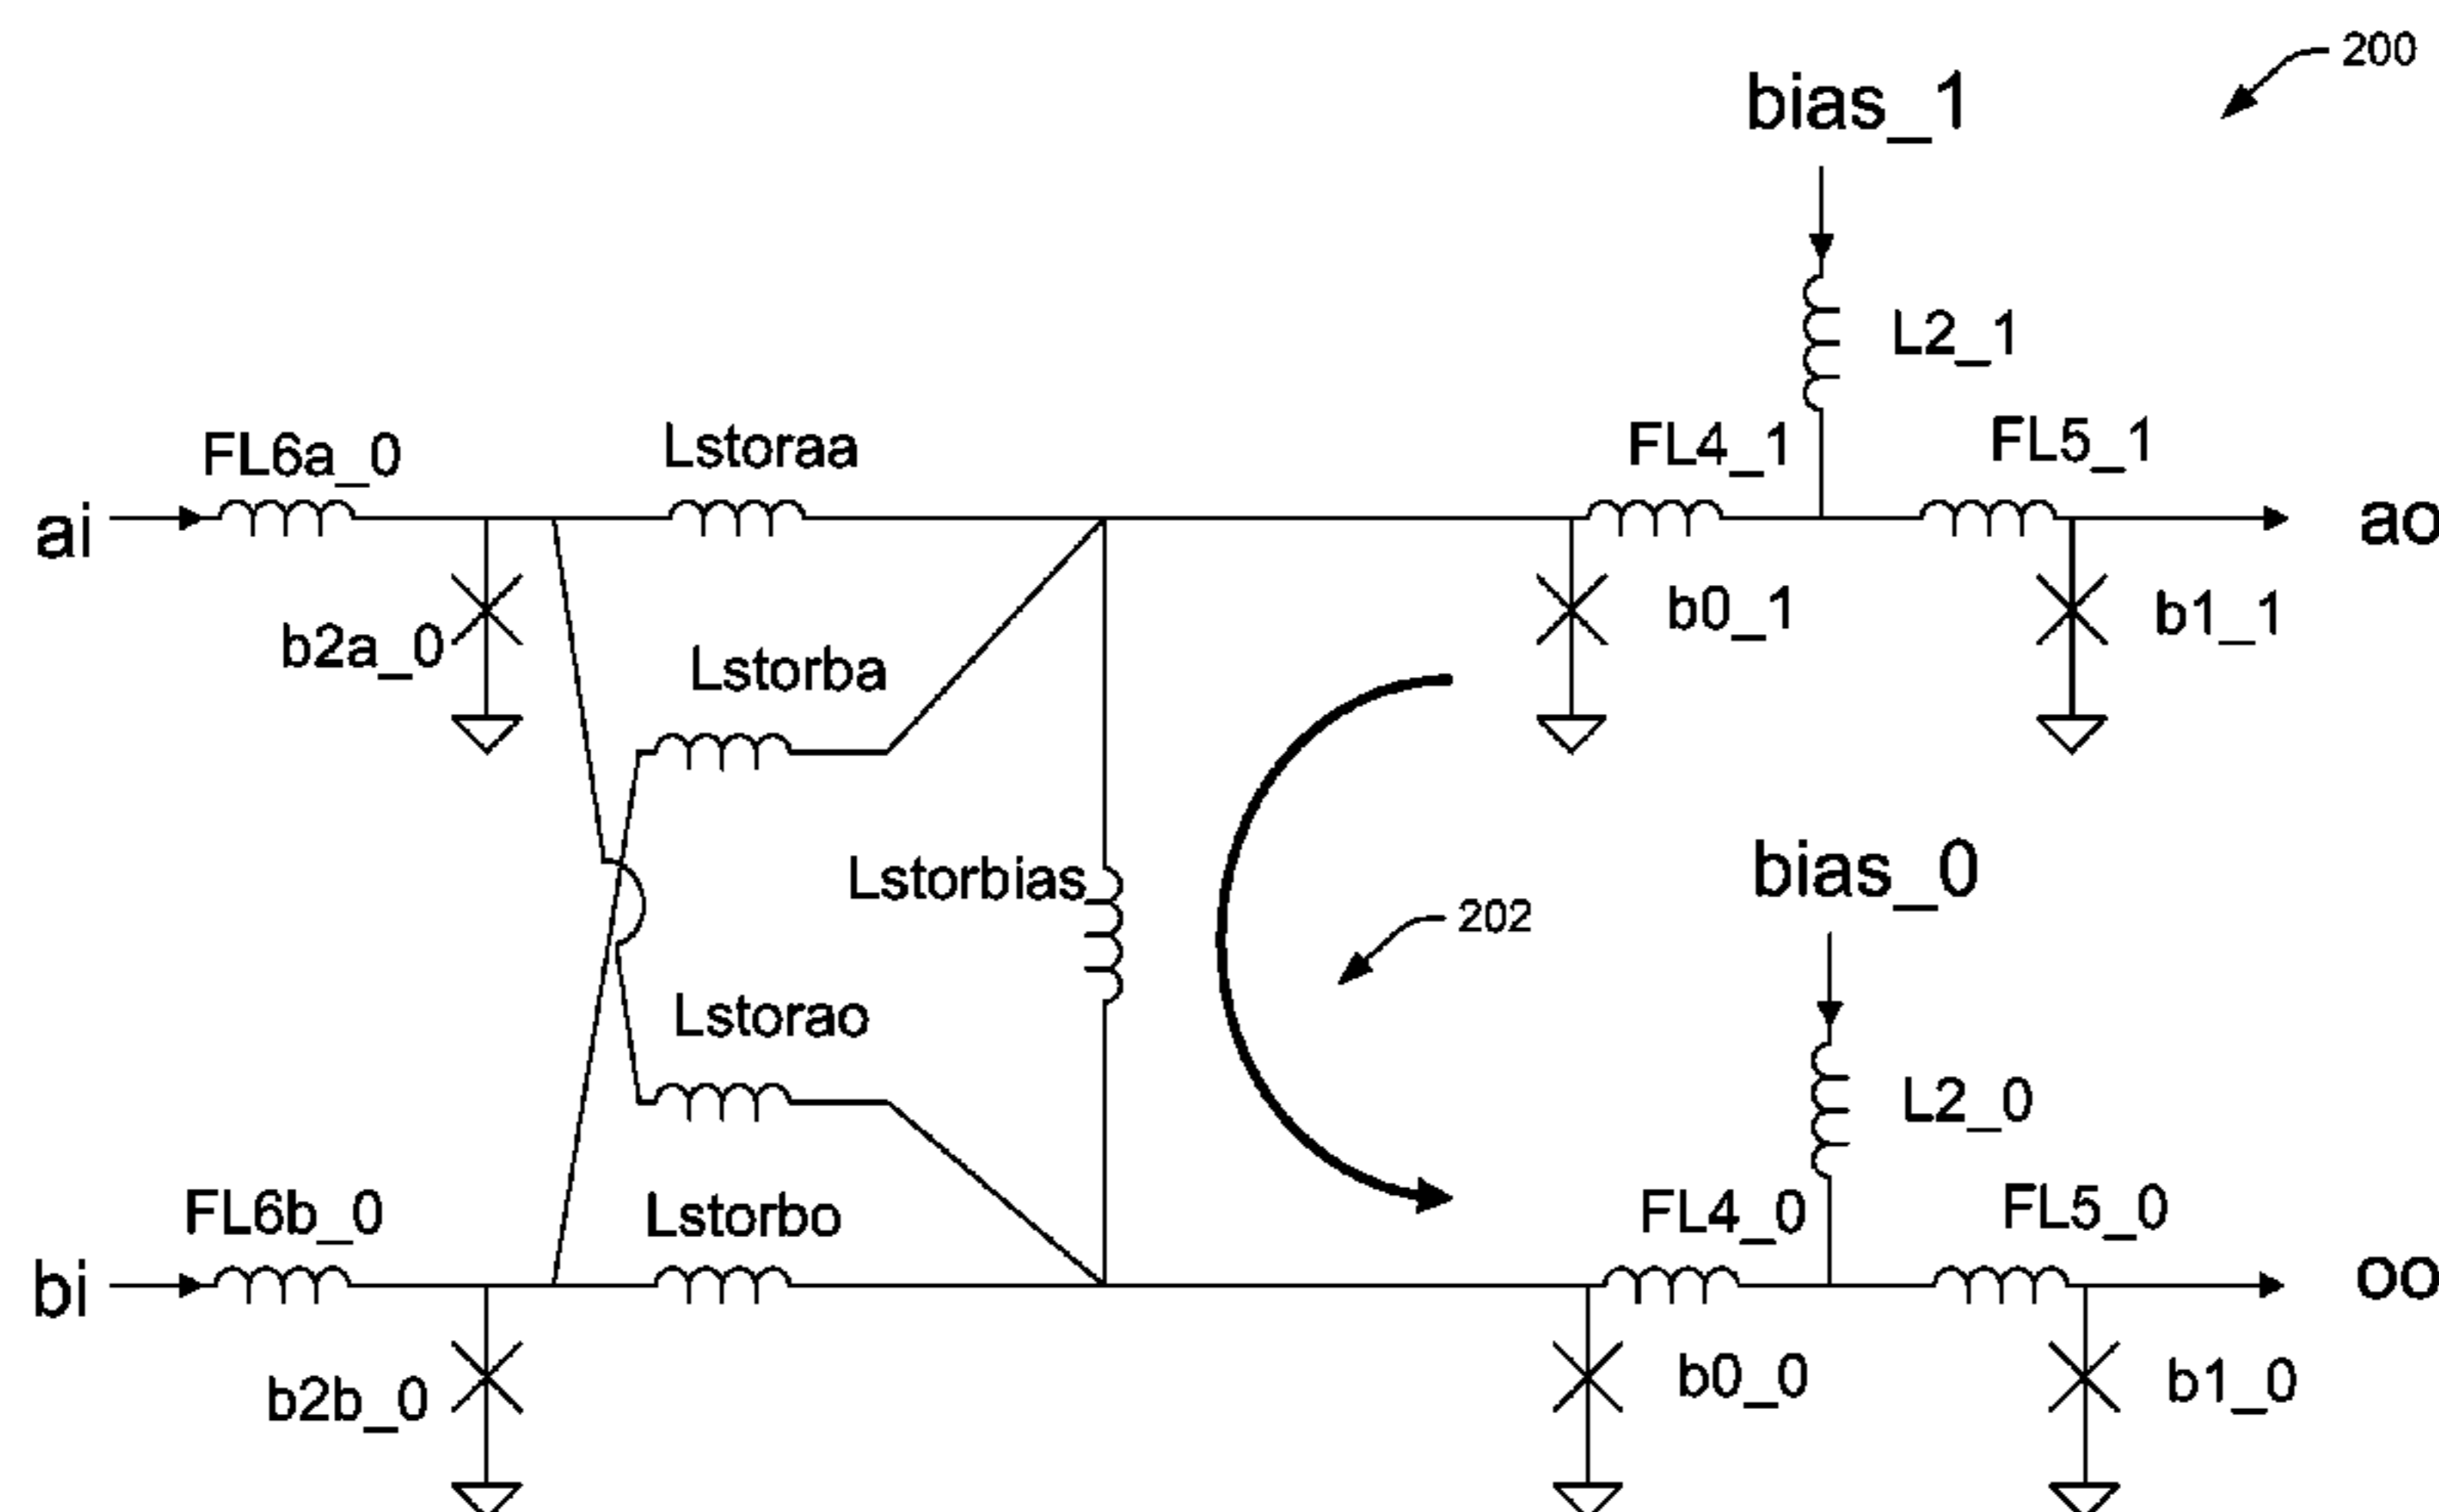 200
bias_1
L2_1
FL6a_0
Lstoraa
FL4_1
FL5_1
ai
ao
b2a_0
b0_1
b1_1
Lstorba
Lstorbias
bias_0
202
Lstorao
L2_0
FL6b_0
Lstorbo
FL4_0
FL5_0
bi
oo
b2b_0
b0_0
b1_0